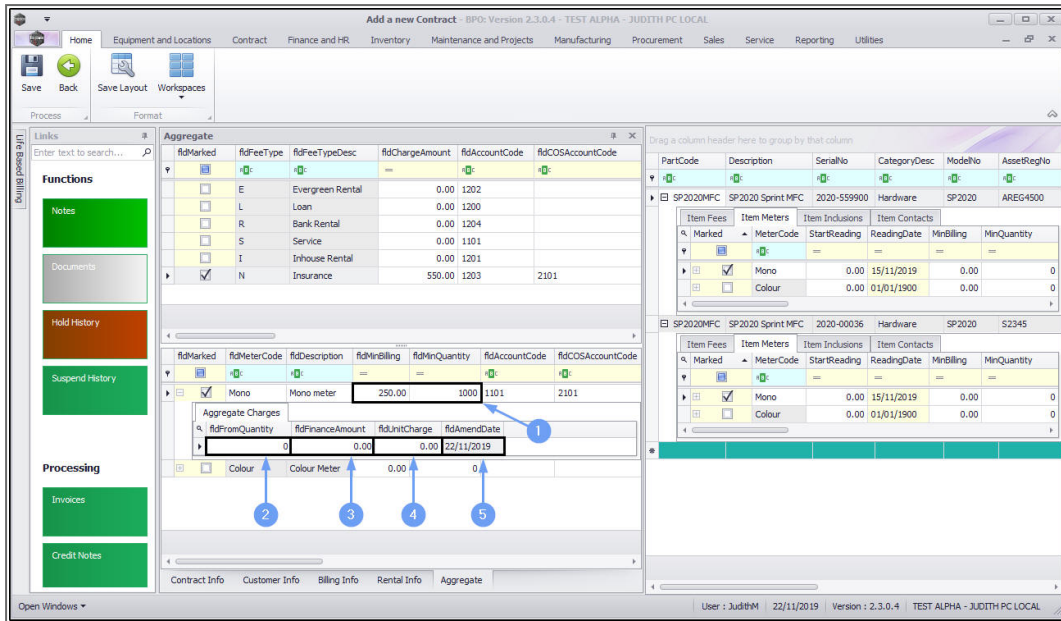 Add a new Contract - BPO: Version 2.3.0.4 - TEST ALPHA - JUDITH PC LOCAL
Home Equipment and Locations Contract Finance and HR Inventory Maintenance and Projects Manufacturing Procurement Sales Service Reporting Utilities
Save Back Save Layout Workspaces
Process Format
Life Based Billing
Links
Enter text to search...
Functions
Notes
Documents
Hold History
Suspend History
Processing
Invoices
Credit Notes
Aggregate
fldMarked fldFeeType fldFeeTypeDesc fldChargeAmount fldAccountCode fldCOSAccountCode
=
E Evergreen Rental 0.00 1202
L Loan 0.00 1200
R Bank Rental 0.00 1204
S Service 0.00 1101
I Inhouse Rental 0.00 1201
N Insurance 550.00 1203 2101
fldMarked fldMeterCode fldDescription fldMinBilling fldMinQuantity fldAccountCode fldCOSAccountCode
= =
Mono Mono meter 250.00 1000 1101 2101
Aggregate Charges
1
fldFromQuantity fldFinanceAmount fldUnitCharge fldAmendDate
0 0.00 0.00 22/11/2019
Colour Colour Meter 0.00 0
2 3 4 5
Contract Info Customer Info Billing Info Rental Info Aggregate
Drag a column header here to group by that column
PartCode Description SerialNo CategoryDesc ModelNo AssetRegNo
SP2020MFC SP2020 Sprint MFC 2020-559900 Hardware SP2020 AREG4500
Item Fees Item Meters Item Inclusions Item Contacts
Marked MeterCode StartReading ReadingDate MinBilling MinQuantity
= = = =
Mono 0.00 15/11/2019 0.00 0
Colour 0.00 01/01/1900 0.00 0
SP2020MFC SP2020 Sprint MFC 2020-00036 Hardware SP2020 S2345
Item Fees Item Meters Item Inclusions Item Contacts
Marked MeterCode StartReading ReadingDate MinBilling MinQuantity
= = = =
Mono 0.00 15/11/2019 0.00 0
Colour 0.00 01/01/1900 0.00 0
Open Windows User : JudithM 22/11/2019 Version : 2.3.0.4 TEST ALPHA - JUDITH PC LOCAL